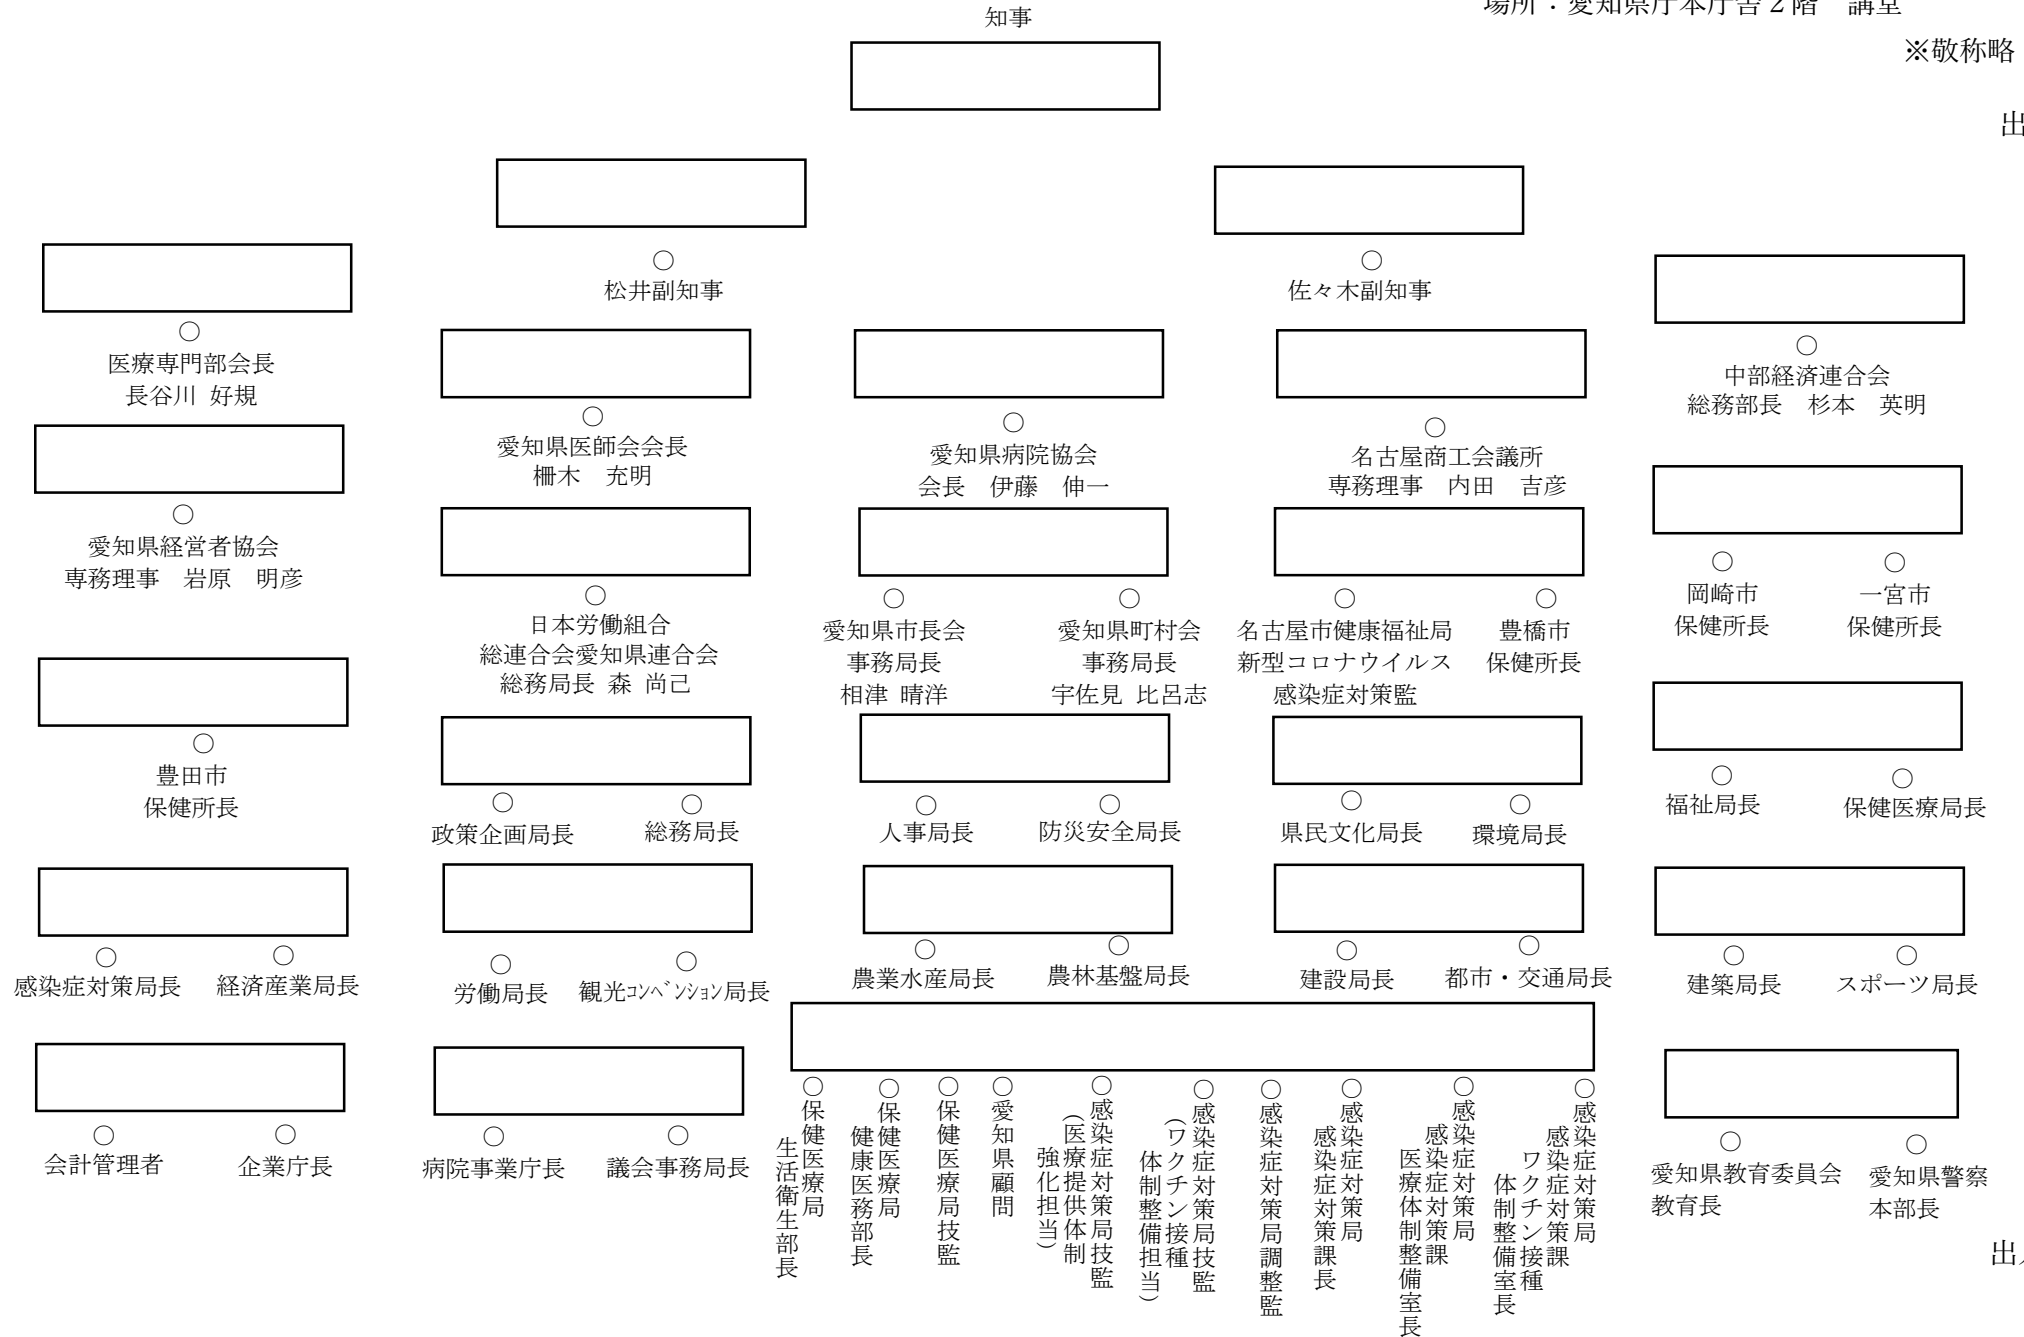 知事
場所：愛知県庁本庁舎２階　講堂
※敬称略
出
○
松井副知事
○
佐々木副知事
○
医療専門部会長
長谷川 好規
○
愛知県医師会会長
柵木　充明
○
愛知県病院協会
会長　伊藤　伸一
○
名古屋商工会議所
専務理事　内田　吉彦
○
中部経済連合会
総務部長　杉本　英明
○
愛知県経営者協会
専務理事　岩原　明彦
○
日本労働組合
総連合会愛知県連合会
総務局長 森 尚己
○
愛知県市長会
事務局長
相津 晴洋
○
愛知県町村会
事務局長
宇佐見 比呂志
○
名古屋市健康福祉局
新型コロナウイルス
感染症対策監
○
豊橋市
保健所長
○
岡崎市
保健所長
○
一宮市
保健所長
○
豊田市
保健所長
○
政策企画局長
○
総務局長
○
人事局長
○
防災安全局長
○
県民文化局長
○
環境局長
○
福祉局長
○
保健医療局長
○
感染症対策局長
○
経済産業局長
○
労働局長
○
観光ｺﾝﾍﾞﾝｼｮﾝ局長
○
農業水産局長
○
農林基盤局長
○
建設局長
○
都市・交通局長
○
建築局長
○
スポーツ局長
○
会計管理者
○
企業庁長
○
病院事業庁長
○
議会事務局長
○保健医療局
生活衛生部長
○保健医療局
健康医務部長
○保健医療局技監
○愛知県顧問
○感染症対策局技監
（医療提供体制
強化担当）
○感染症対策局技監
（ワクチン接種
体制整備担当）
○感染症対策局調整監
○感染症対策局
感染症対策課長
○感染症対策局
感染症対策課
医療体制整備室長
○感染症対策局
感染症対策課
ワクチン接種
体制整備室長
○
愛知県教育委員会
教育長
○
愛知県警察
本部長
出